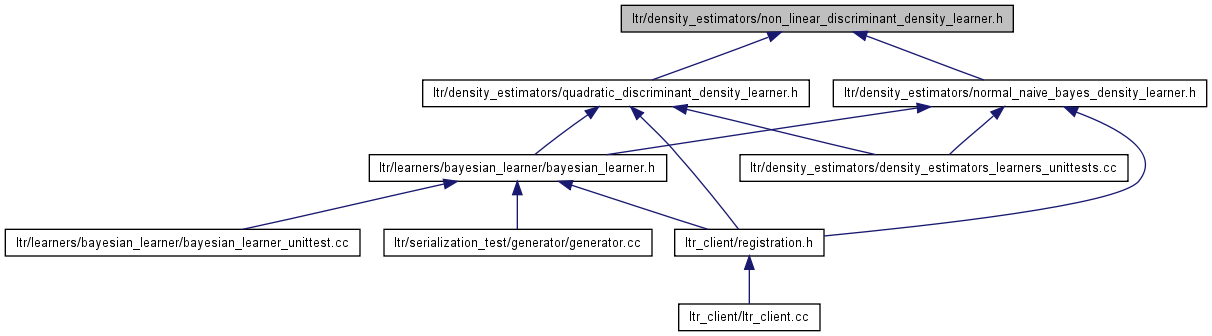 ltr/density_estimators/non_linear_discriminant_density_learner.h
ltr/density_estimators/quadratic_discriminant_density_learner.h
ltr/density_estimators/normal_naive_bayes_density_learner.h
ltr/learners/bayesian_learner/bayesian_learner.h
ltr/density_estimators/density_estimators_learners_unittests.cc
ltr/learners/bayesian_learner/bayesian_learner_unittest.cc
ltr/serialization_test/generator/generator.cc
ltr_client/registration.h
ltr_client/ltr_client.cc